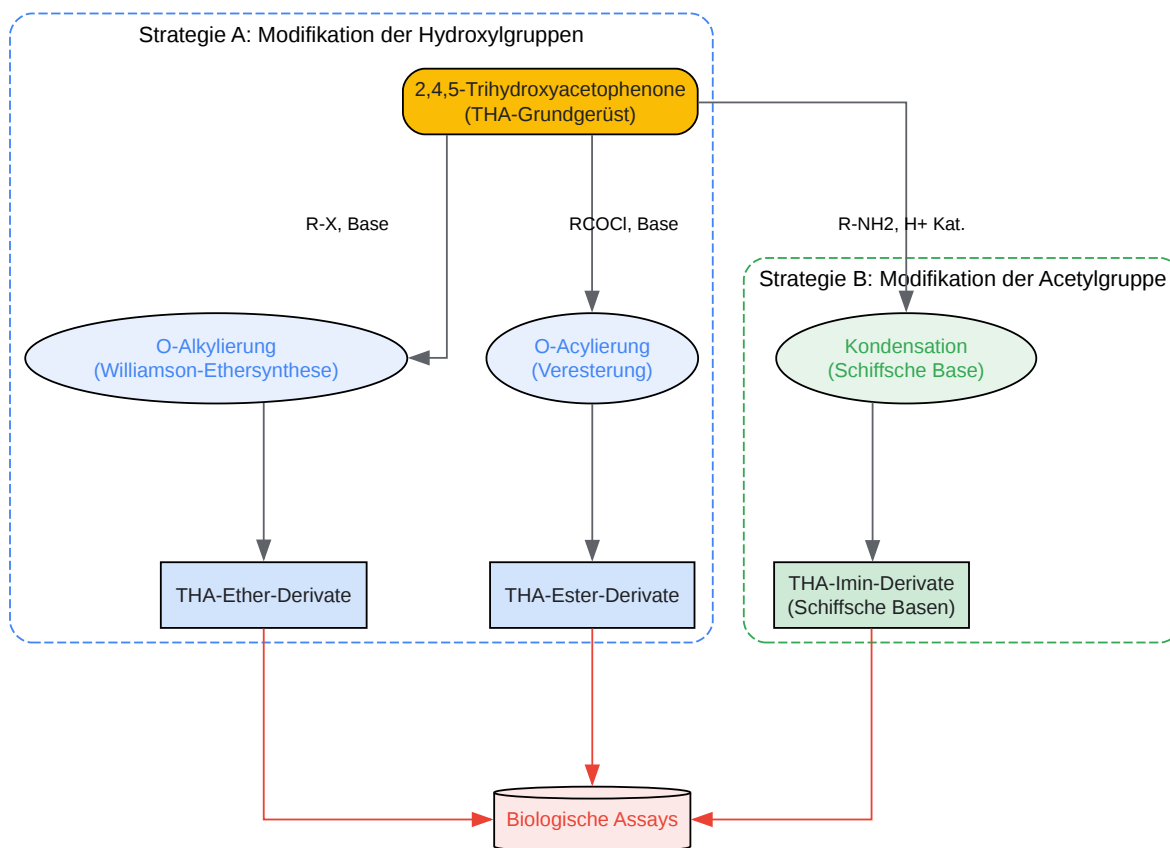 Strategie A: Modifikation der Hydroxylgruppen
2,4,5-Trihydroxyacetophenone
(THA-Grundgerüst)
R-X, Base
RCOCl, Base
R-NH2, H+ Kat.
Strategie B: Modifikation der Acetylgruppe
O-Alkylierung
(Williamson-Ethersynthese)
O-Acylierung
(Veresterung)
Kondensation
(Schiffsche Base)
THA-Ether-Derivate
THA-Ester-Derivate
THA-Imin-Derivate
(Schiffsche Basen)
Biologische Assays